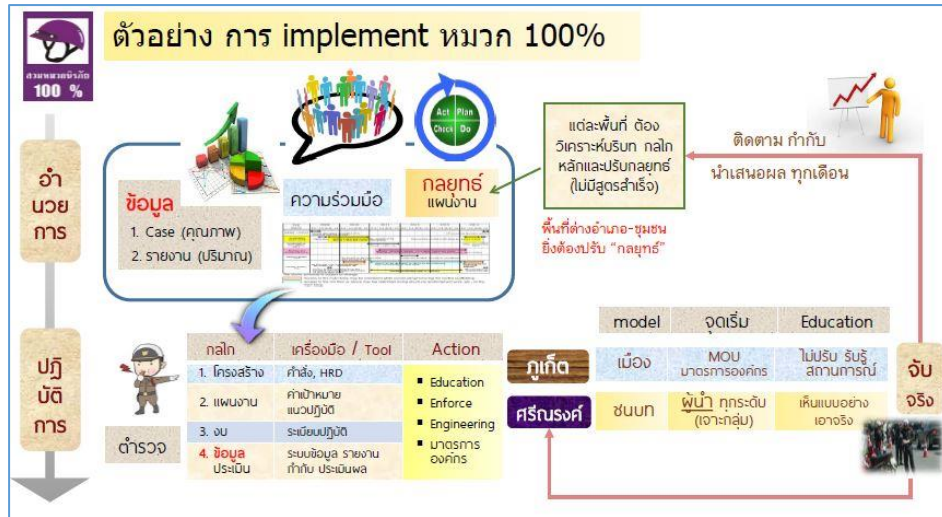 ตัวอย่าง การ implement หมวก 100%
สวมหมวกนิรภัย
100 %
อำ
นวย
การ
ข้อมูล
1. Case (คุณภาพ)
2. รายงาน (ปริมาณ)
ความร่วมมือ
Act Plan
Check Do
กลยุทธ์
แผนงาน
แต่ละพื้นที่ ต้อง
วิเคราะห์บริบท กลไก
หลักและปรับกลยุทธ์
(ไม่มีสูตรสำเร็จ)
พื้นที่ต่างอำเภอ-ชุมชน
ยิ่งต้องปรับ “กลยุทธ์”
ติดตาม กำกับ
นำเสนอผล ทุกเดือน
ปฏิ
บัติ
การ
ตำรวจ
กลไก เครื่องมือ / Tool Action
1. โครงสร้าง คำสั่ง, HRD
2. แผนงาน ค่าเป้าหมาย
แนวปฏิบัติ
3. งบ ระเบียบปฏิบัติ
4. ข้อมูล ระบบข้อมูล รายงาน
ประเมิน กำกับ ประเมินผล
Education
Enforce
Engineering
มาตรการ
องค์กร
model จุดเริ่ม Education
ภูเก็ต เมือง MOU ไม่ปรับ รับรู้
มาตรการองค์กร สถานการณ์
ศรีณรงค์ ชนบท ผู้นำ ทุกระดับ เห็นแบบอย่าง
(เจาะกลุ่ม) เอาจริง
จับ
จริง